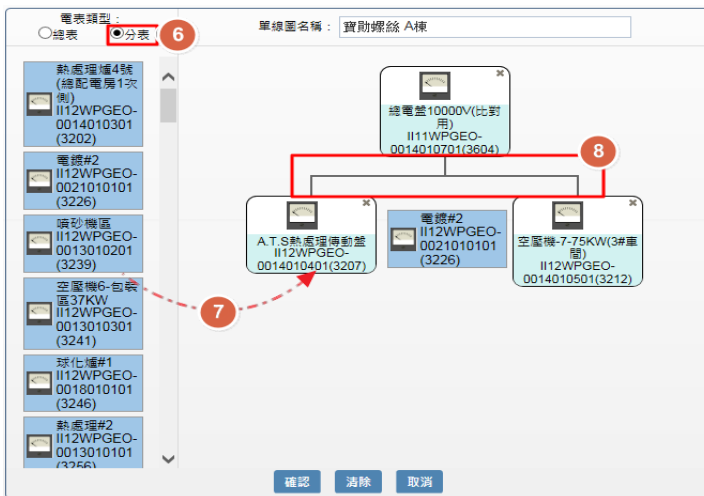 電表類型：
總表
分表
6
單線圖名稱：
寶勛螺絲 A棟
熱處理爐4號
(總配電房1次
側)
II12WPGEO-
0014010301
(3202)
電鍍#2
II12WPGEO-
0021010101
(3226)
噴砂機區
II12WPGEO-
0013010201
(3239)
空壓機6-包裝
區37KW
II12WPGEO-
0013010301
(3241)
球化爐#1
II12WPGEO-
0018010101
(3246)
熱處理#2
II12WPGEO-
0013010101
(3256)
總電盤10000V(比對
用)
II11WPGEO-
0014010701(3604)
8
A.T.S熱處理傳動盤
II12WPGEO-
0014010401(3207)
電鍍#2
II12WPGEO-
0021010101
(3226)
空壓機-7-75KW(3#車
間)
II12WPGEO-
0014010501(3212)
7
確認
清除
取消